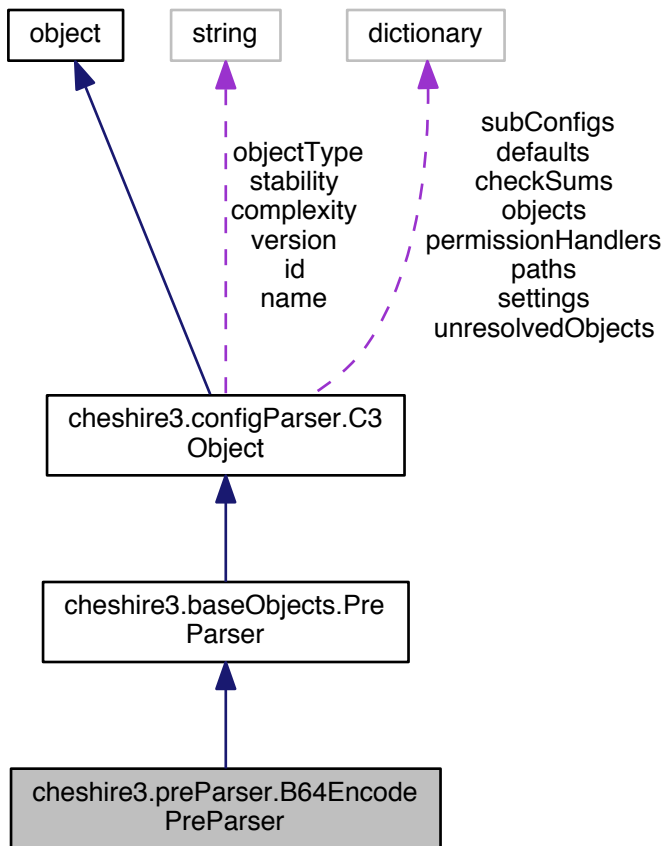 object
string
dictionary
objectType
stability
complexity
version
id
name
subConfigs
defaults
checkSums
objects
permissionHandlers
paths
settings
unresolvedObjects
cheshire3.configParser.C3
Object
cheshire3.baseObjects.Pre
Parser
cheshire3.preParser.B64Encode
PreParser